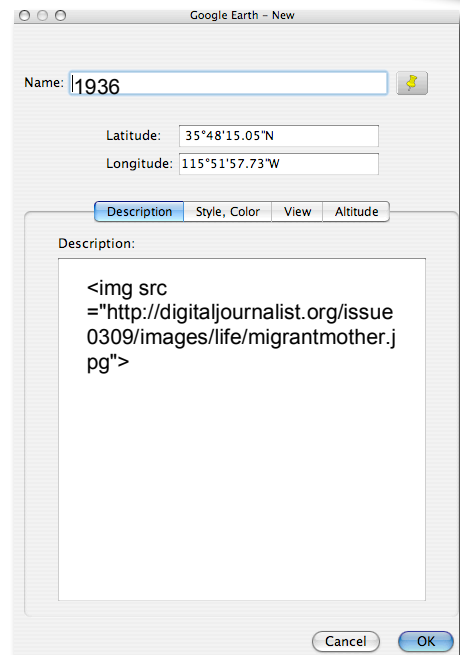 Google Earth – New
Name: 1936
Latitude: 35°48'15.05"N
Longitude: 115°51'57.73"W
Description Style, Color View Altitude
Description:
<img src
="http://digitaljournalist.org/issue
0309/images/life/migrantmother.j
pg">
Cancel OK